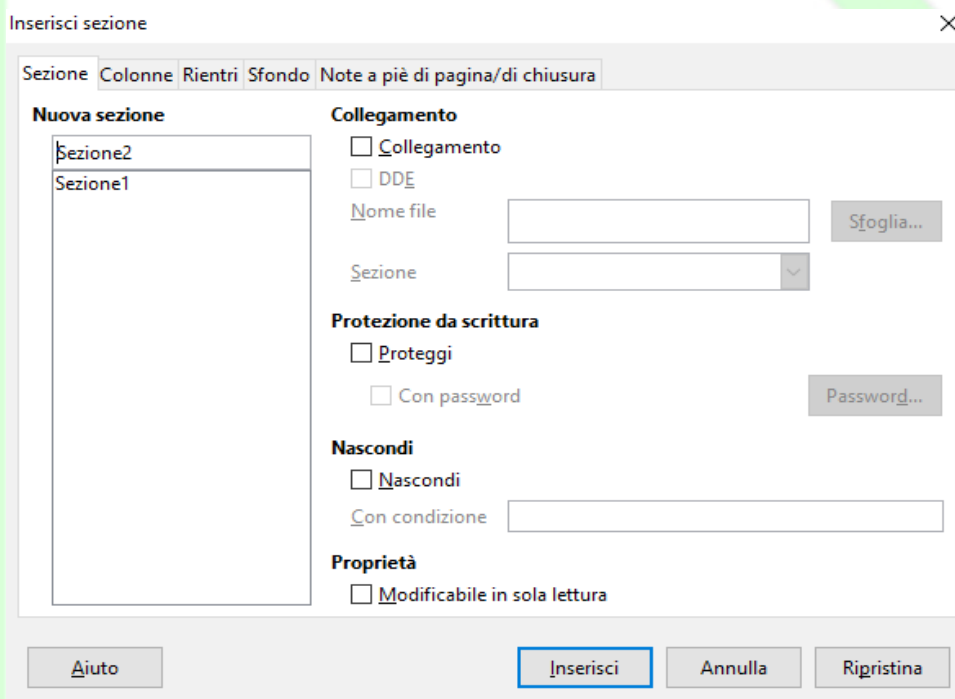 Inserisci sezione
Sezione Colonne Rientri Sfondo Note a piè di pagina/di chiusura
Nuova sezione
Sezione2
Sezione1
Collegamento
Collegamento
DDE
Nome file
Sfoglia...
Sezione
Protezione da scrittura
Proteggi
Con password
Password...
Nascondi
Nascondi
Con condizione
Proprietà
Modificabile in sola lettura
Aiuto Inserisci Annulla Ripristina